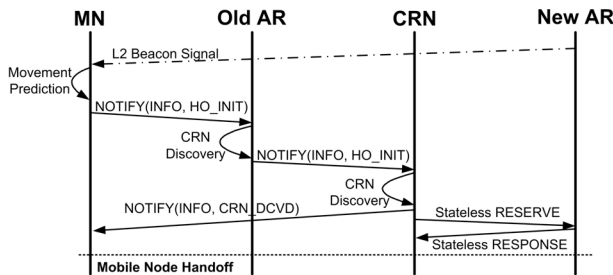 MN Old AR CRN New AR
L2 Beacon Signal
Movement
Prediction
NOTIFY(INFO, HO_INIT)
CRN
Discovery
NOTIFY(INFO, HO_INIT)
CRN
Discovery
NOTIFY(INFO, CRN_DCVD)
Stateless RESERVE
Stateless RESPONSE
Mobile Node Handoff